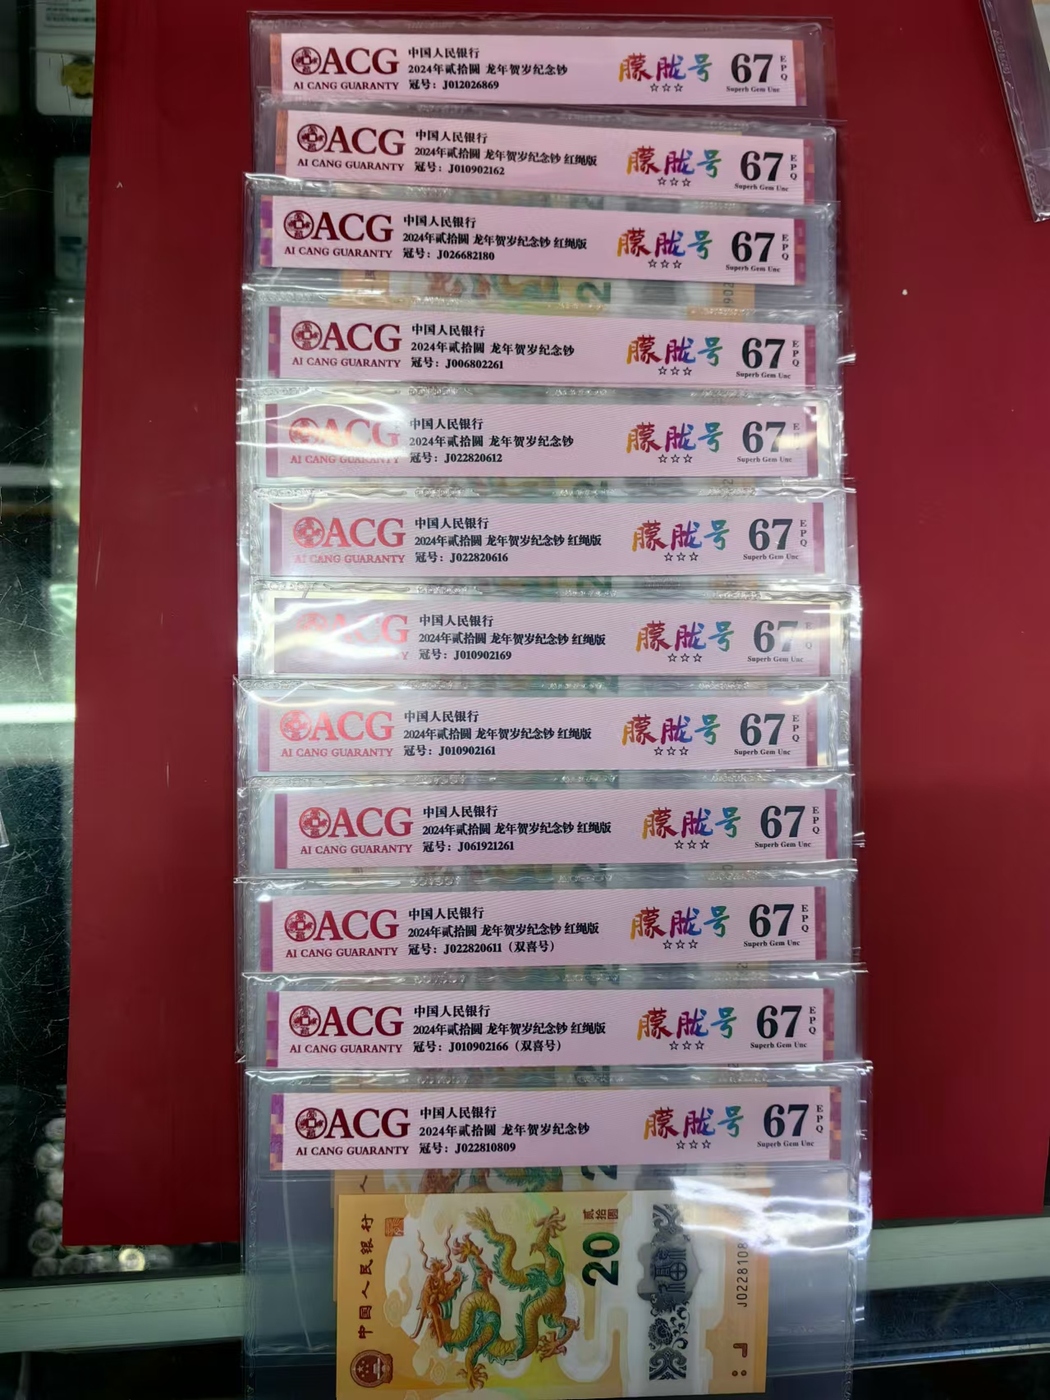 ACG
AI CANG GUARANTY
中国人民银行
2024年贰拾圆 龙年贺岁纪念钞
冠号：J012026869
朦胧号
☆☆☆
67
EPQ
Superb Gem Unc
ACG
AI CANG GUARANTY
中国人民银行
2024年贰拾圆 龙年贺岁纪念钞 红绳版
冠号：J010902162
朦胧号
☆☆☆
67
EPQ
Superb Gem Unc
ACG
AI CANG GUARANTY
中国人民银行
2024年贰拾圆 龙年贺岁纪念钞 红绳版
冠号：J026682180
朦胧号
☆☆☆
67
EPQ
Superb Gem Unc
ACG
AI CANG GUARANTY
中国人民银行
2024年贰拾圆 龙年贺岁纪念钞
冠号：J006802261
朦胧号
☆☆☆
67
EPQ
Superb Gem Unc
ACG
AI CANG GUARANTY
中国人民银行
2024年贰拾圆 龙年贺岁纪念钞
冠号：J022820612
朦胧号
☆☆☆
67
Superb Gem Unc
ACG
AI CANG GUARANTY
中国人民银行
2024年贰拾圆 龙年贺岁纪念钞 红绳版
冠号：J022820616
朦胧号
☆☆☆
67
EPQ
Superb Gem Unc
ACG
中国人民银行
2024年贰拾圆 龙年贺岁纪念钞 红绳版
冠号：J010902169
朦胧号
☆☆☆
67
Superb Gem Unc
ACG
AI CANG GUARANTY
中国人民银行
2024年贰拾圆 龙年贺岁纪念钞 红绳版
冠号：J010902161
朦胧号
☆☆☆
67
EPQ
Superb Gem Unc
ACG
AI CANG GUARANTY
中国人民银行
2024年贰拾圆 龙年贺岁纪念钞 红绳版
冠号：J061921261
朦胧号
☆☆☆
67
EPQ
Superb Gem Unc
ACG
AI CANG GUARANTY
中国人民银行
2024年贰拾圆 龙年贺岁纪念钞 红绳版
冠号：J022820611（双喜号）
朦胧号
☆☆☆
67
EPQ
Superb Gem Unc
ACG
AI CANG GUARANTY
中国人民银行
2024年贰拾圆 龙年贺岁纪念钞 红绳版
冠号：J010902166（双喜号）
朦胧号
☆☆☆
67
EPQ
Superb Gem Unc
ACG
AI CANG GUARANTY
中国人民银行
2024年贰拾圆 龙年贺岁纪念钞
冠号：J022810809
朦胧号
☆☆☆
67
EPQ
Superb Gem Unc
中国人民银行
贰拾圆
20
福
J0228108